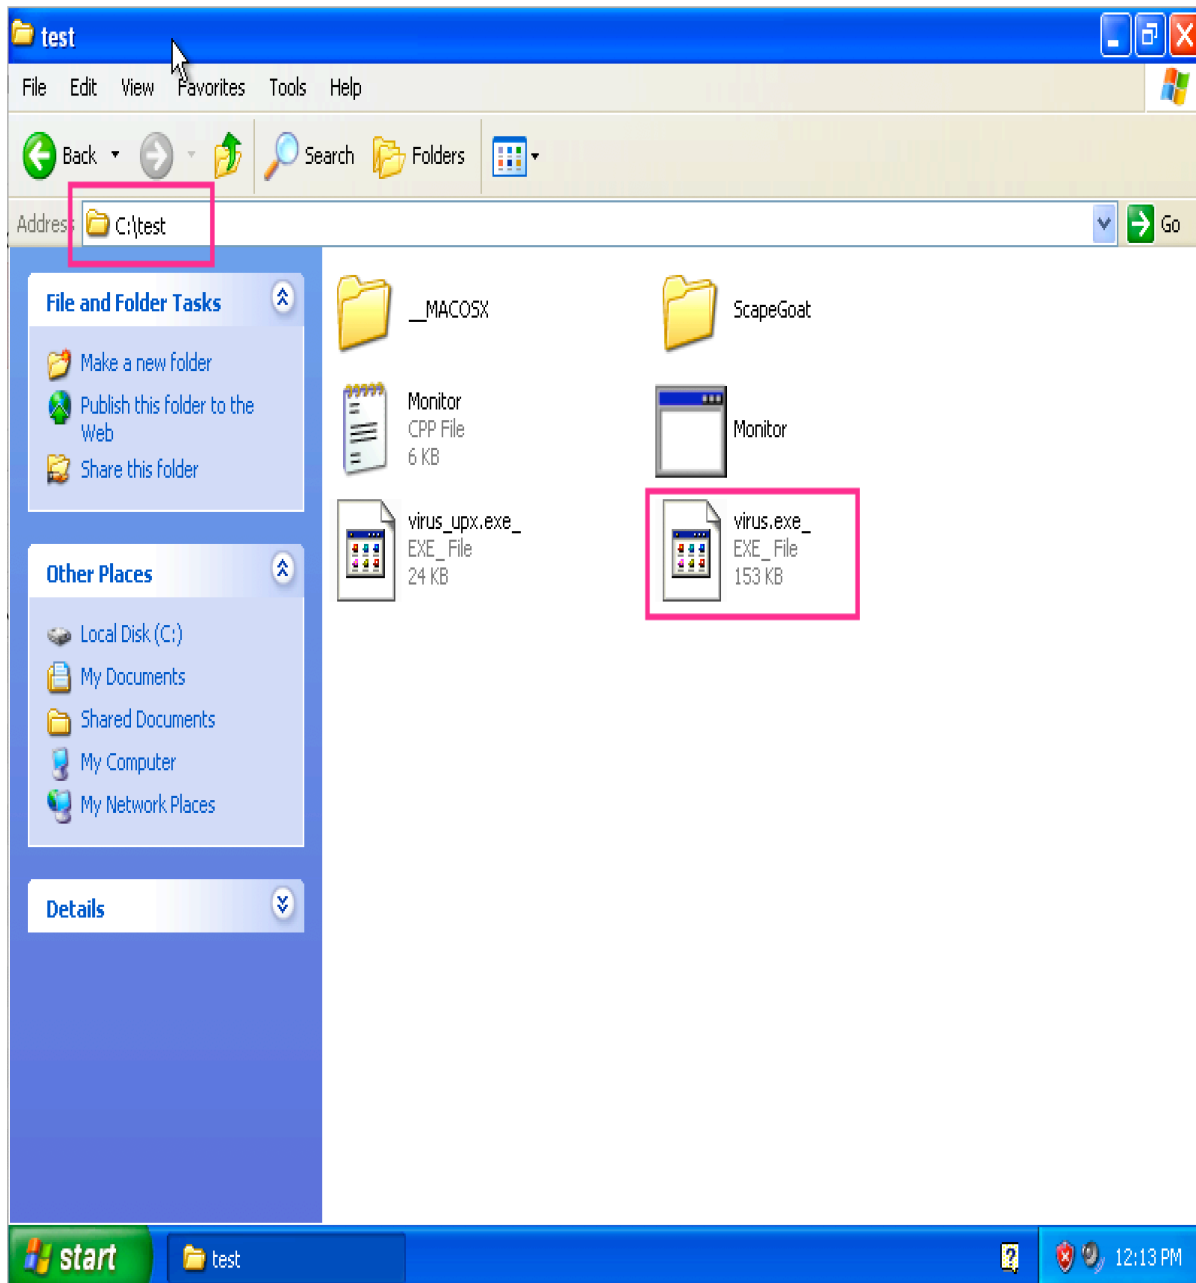 test
File Edit View Favorites Tools Help
Back Search Folders
Address C:\test Go
File and Folder Tasks
Make a new folder
Publish this folder to the
Web
Share this folder
Other Places
Local Disk (C:)
My Documents
Shared Documents
My Computer
My Network Places
Details
__MACOSX
ScapeGoat
Monitor
CPP File
6 KB
Monitor
virus_upx.exe_
EXE_ File
24 KB
virus.exe_
EXE_ File
153 KB
start test 12:13 PM